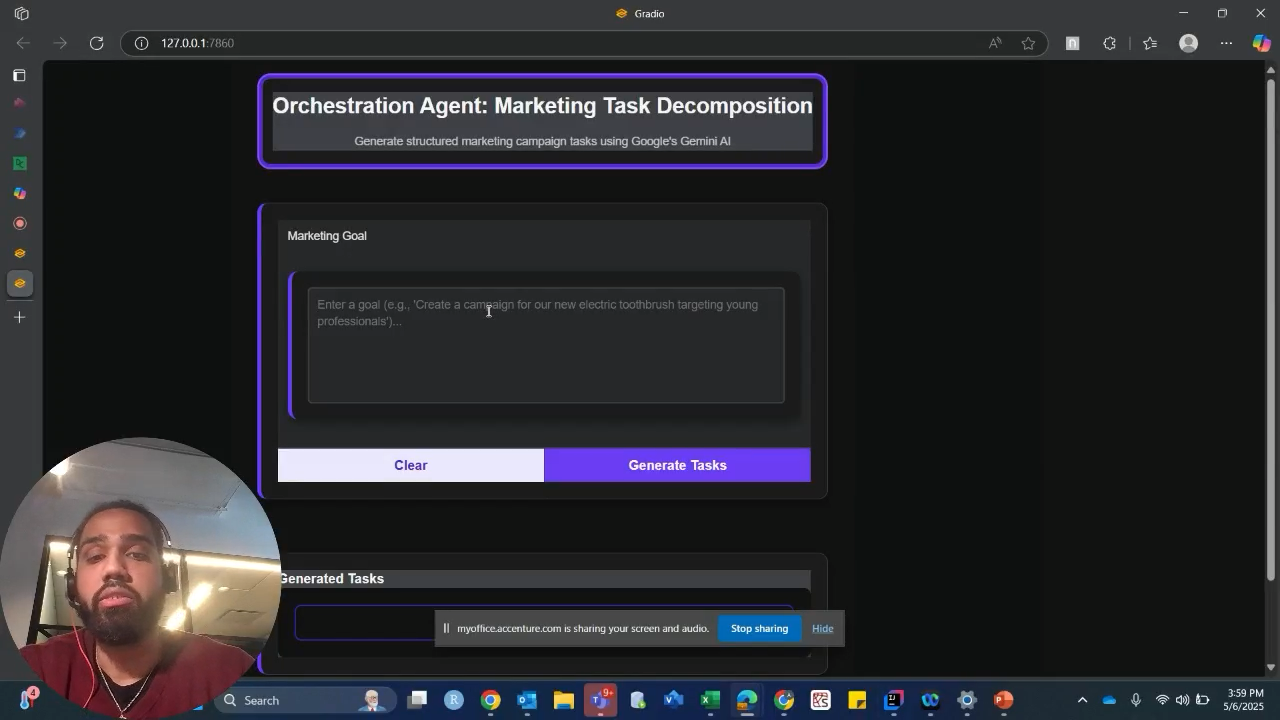 Gradio
127.0.0.1:7860
Orchestration Agent: Marketing Task Decomposition
Generate structured marketing campaign tasks using Google's Gemini AI
Marketing Goal
Enter a goal (e.g., 'Create a campaign for our new electric toothbrush targeting young
professionals')...
Clear
Generate Tasks
Generated Tasks
myoffice.accenture.com is sharing your screen and audio.
Stop sharing
Hide
4
Search
9+
3:59 PM
5/6/2025